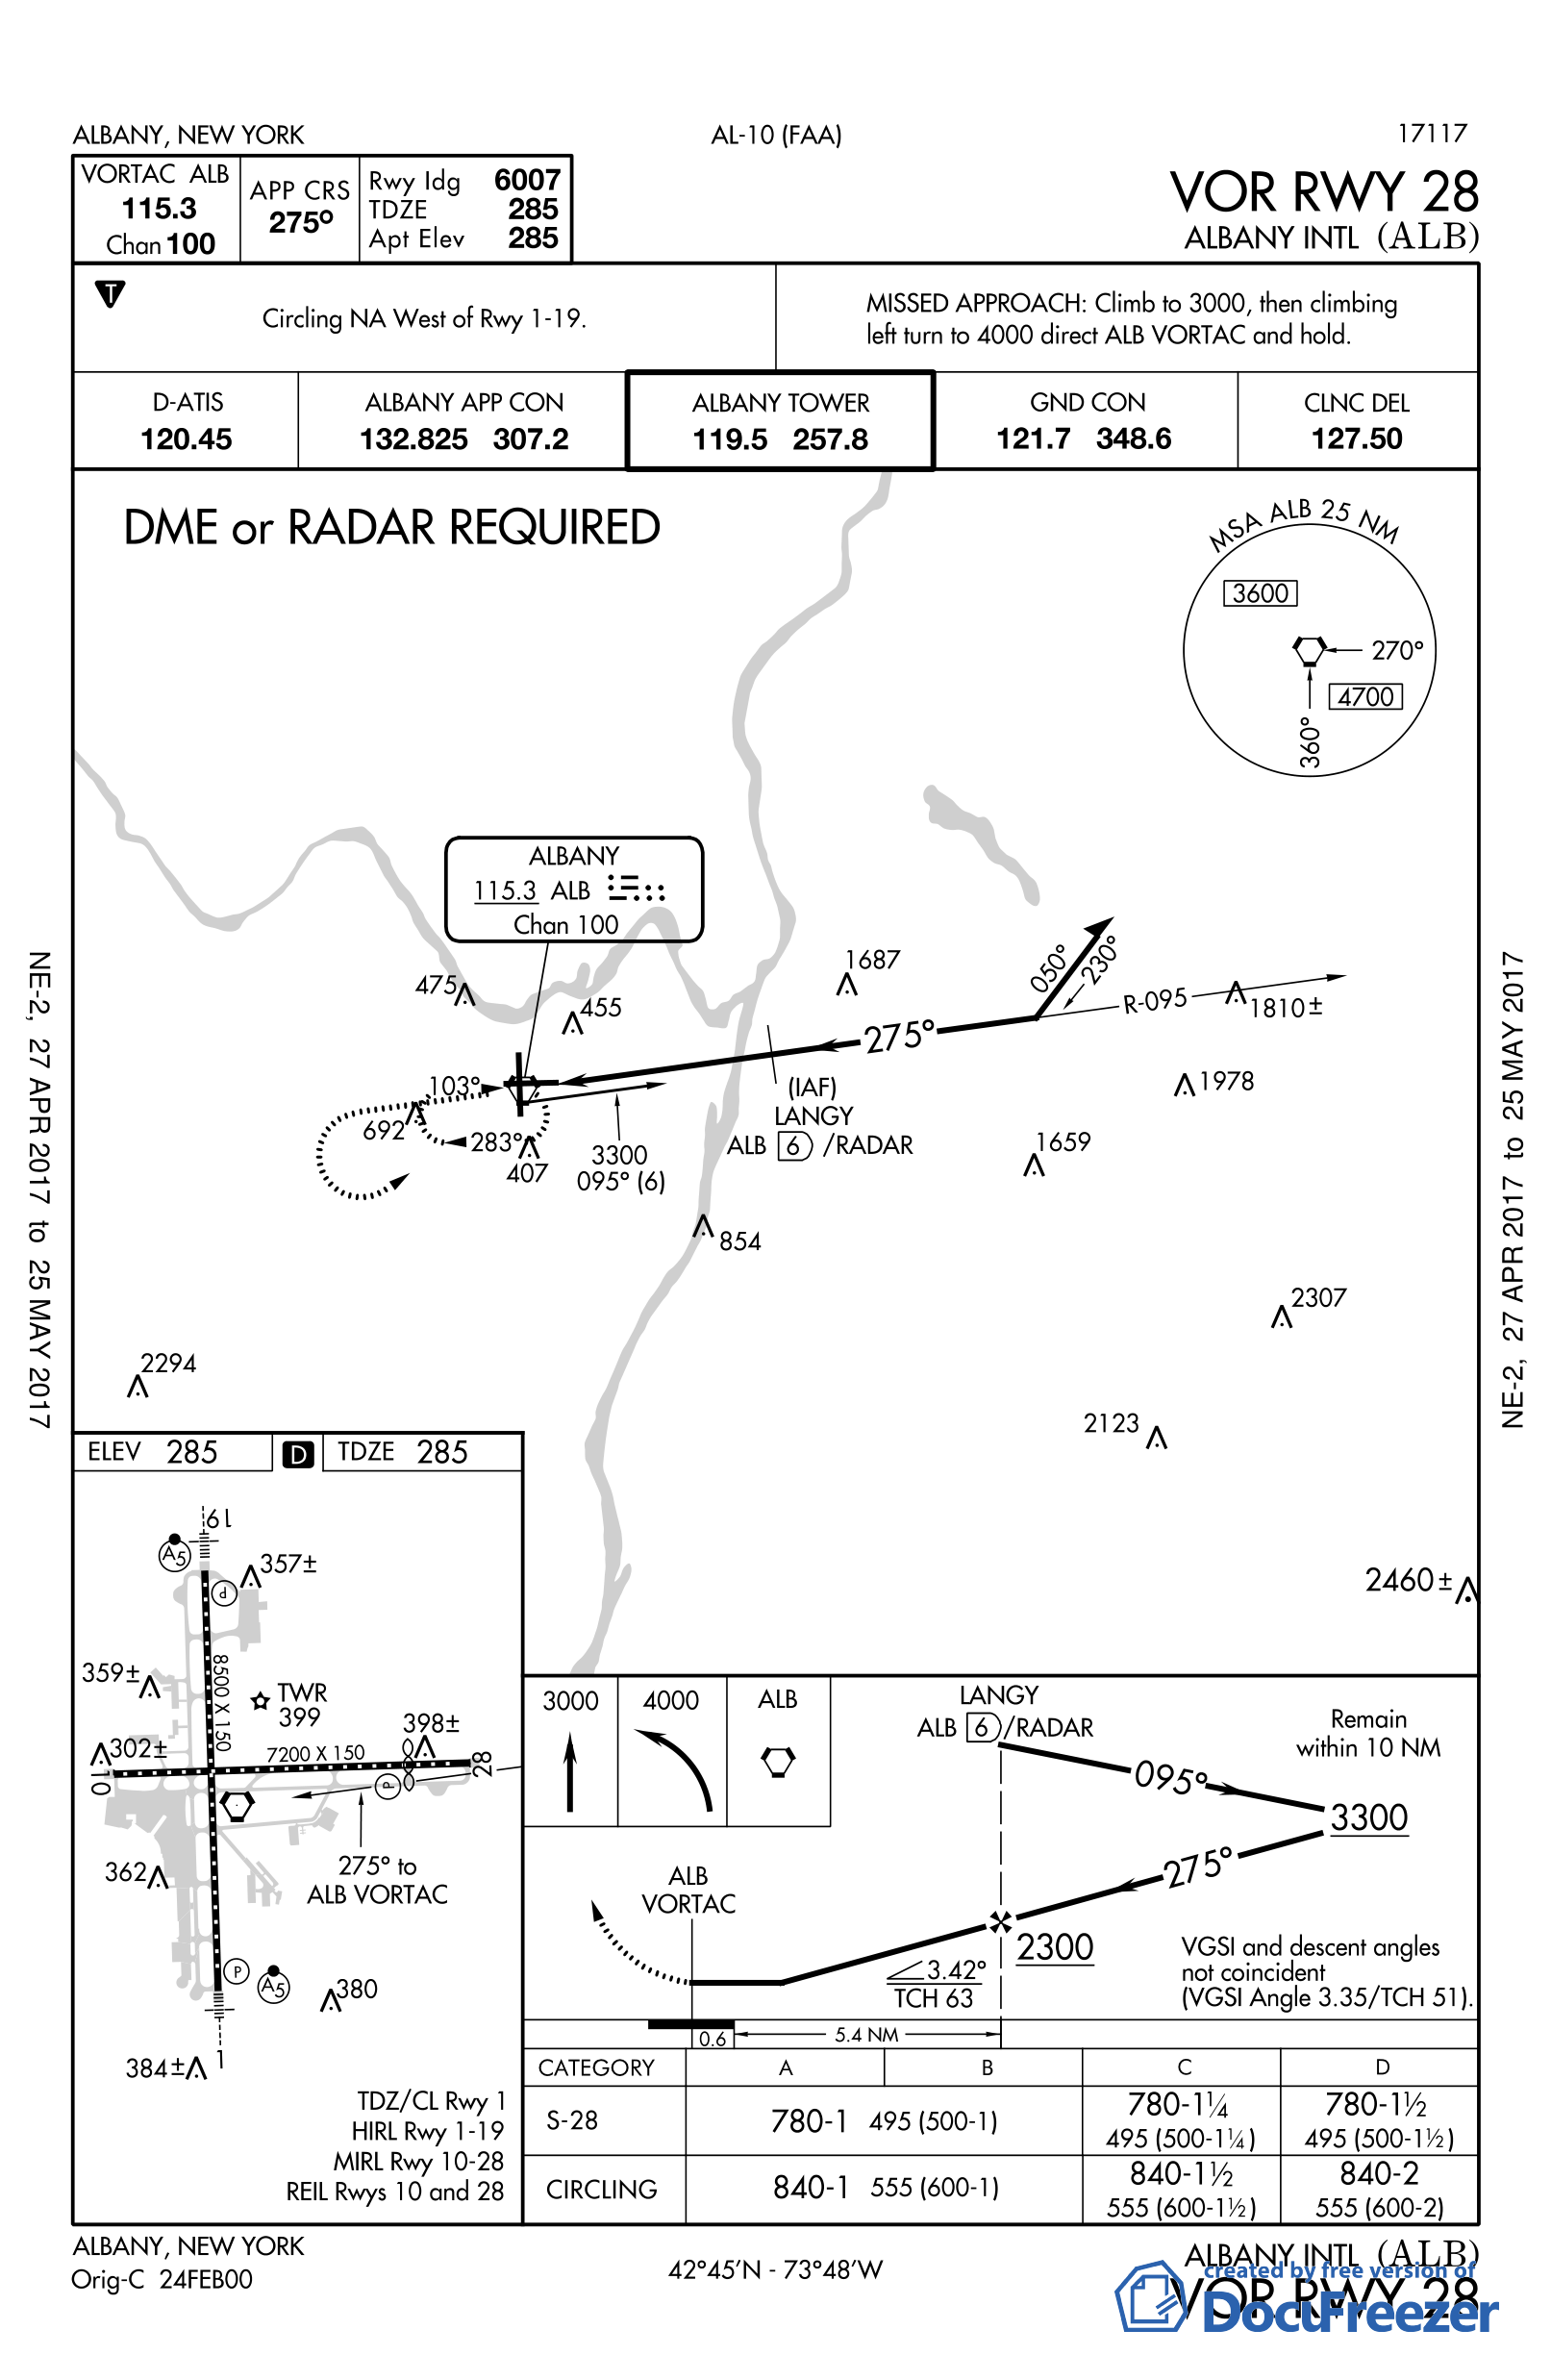 ALBANY, NEW YORK
AL-10 (FAA)
17117
VORTAC ALB
115.3
Chan 100
APP CRS
275°
Rwy Idg 6007
TDZE 285
Apt Elev 285
VOR RWY 28
ALBANY INTL (ALB)
T
Circling NA West of Rwy 1-19.
MISSED APPROACH: Climb to 3000, then climbing
left turn to 4000 direct ALB VORTAC and hold.
D-ATIS
120.45
ALBANY APP CON
132.825 307.2
ALBANY TOWER
119.5 257.8
GND CON
121.7 348.6
CLNC DEL
127.50
DME or RADAR REQUIRED
MSA ALB 25 NM
3600
270°
4700
360°
ALBANY
115.3 ALB
Chan 100
475
455
1687
050°
230°
R-095
1810±
275°
1978
103°
(IAF)
LANGY
ALB 6 /RADAR
692
283°
407
3300
095° (6)
1659
854
2307
2294
2123
2460±
NE-2, 27 APR 2017 to 25 MAY 2017
NE-2, 27 APR 2017 to 25 MAY 2017
ELEV 285
D
TDZE 285
19
A5
P
357±
359±
8500 X 150
TWR
399
398±
302±
7200 X 150
28
10
P
362
275° to
ALB VORTAC
P
A5
380
384±
1
TDZ/CL Rwy 1
HIRL Rwy 1-19
MIRL Rwy 10-28
REIL Rwys 10 and 28
3000
4000
ALB
LANGY
ALB 6 /RADAR
Remain
within 10 NM
095°
3300
275°
ALB
VORTAC
2300
3.42°
TCH 63
VGSI and descent angles
not coincident
(VGSI Angle 3.35/TCH 51).
0.6
5.4 NM
CATEGORY A B C D
S-28
780-1 495 (500-1)
780-1¼
495 (500-1¼)
780-1½
495 (500-1½)
CIRCLING
840-1 555 (600-1)
840-1½
555 (600-1½)
840-2
555 (600-2)
ALBANY, NEW YORK
Orig-C 24FEB00
42°45'N - 73°48'W
ALBANY INTL (ALB)
VOR RWY 28
created by free version of
DocuFreezer